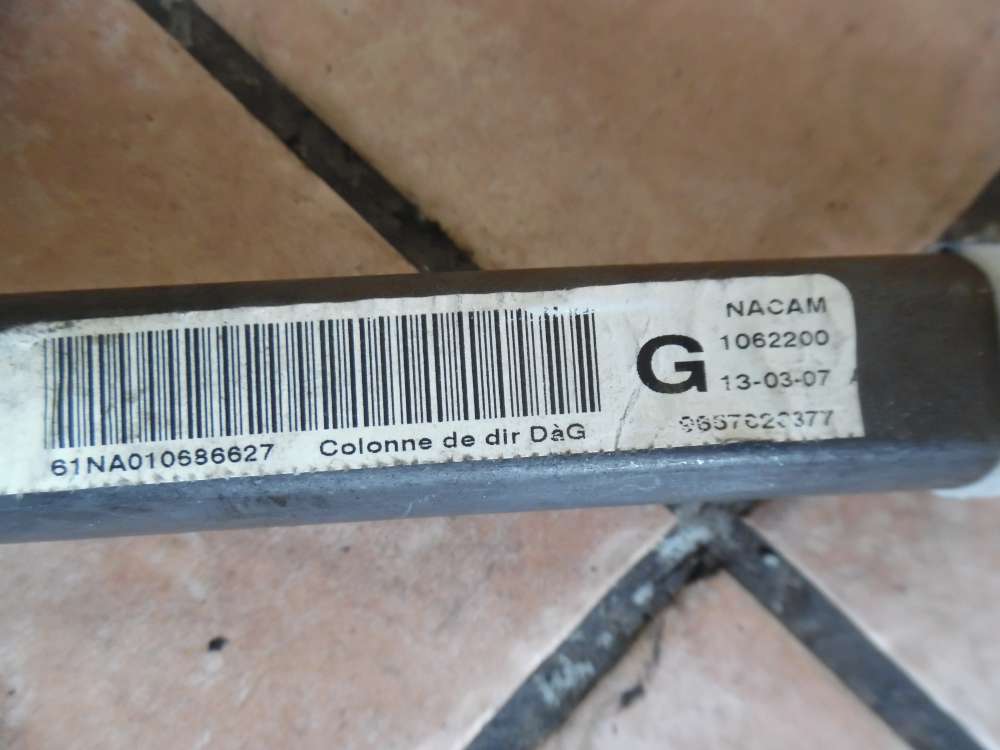 NACAM
G
1062200
13-03-07
61NA010686627 Colonne de dir DàG